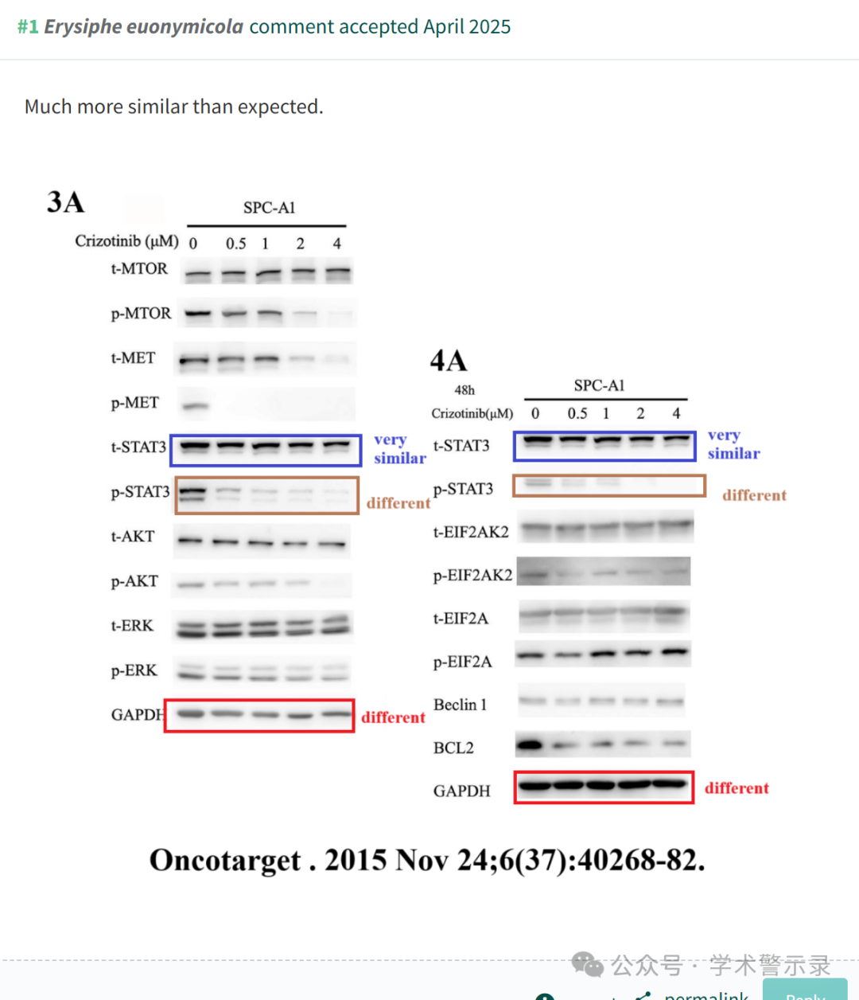 #1 Erysiphe euonymicola comment accepted April 2025
Much more similar than expected.
3A
SPC-A1
Crizotinib (μM) 0 0.5 1 2 4
t-MTOR
p-MTOR
t-MET
p-MET
t-STAT3 very similar
p-STAT3 different
t-AKT
p-AKT
t-ERK
p-ERK
GAPDH different
4A
48h SPC-A1
Crizotinib(μM) 0 0.5 1 2 4
t-STAT3 very similar
p-STAT3 different
t-EIF2AK2
p-EIF2AK2
t-EIF2A
p-EIF2A
Beclin 1
BCL2
GAPDH different
Oncotarget . 2015 Nov 24;6(37):40268-82.
公众号 · 学术警示录
permalink Reply